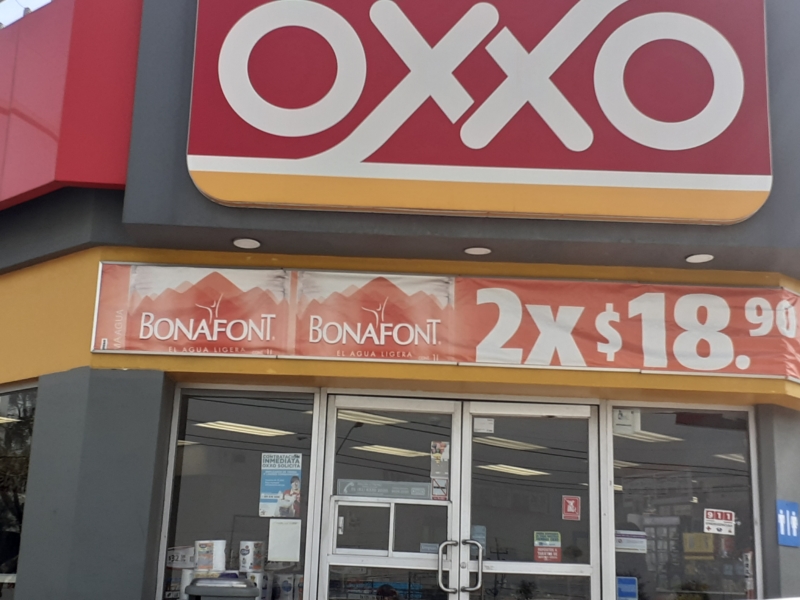 OXXO
BONAFONT
EL AGUA LIGERA
BONAFONT
EL AGUA LIGERA
2X $18.90
CONTRATACIÓN
INMEDIATA
911